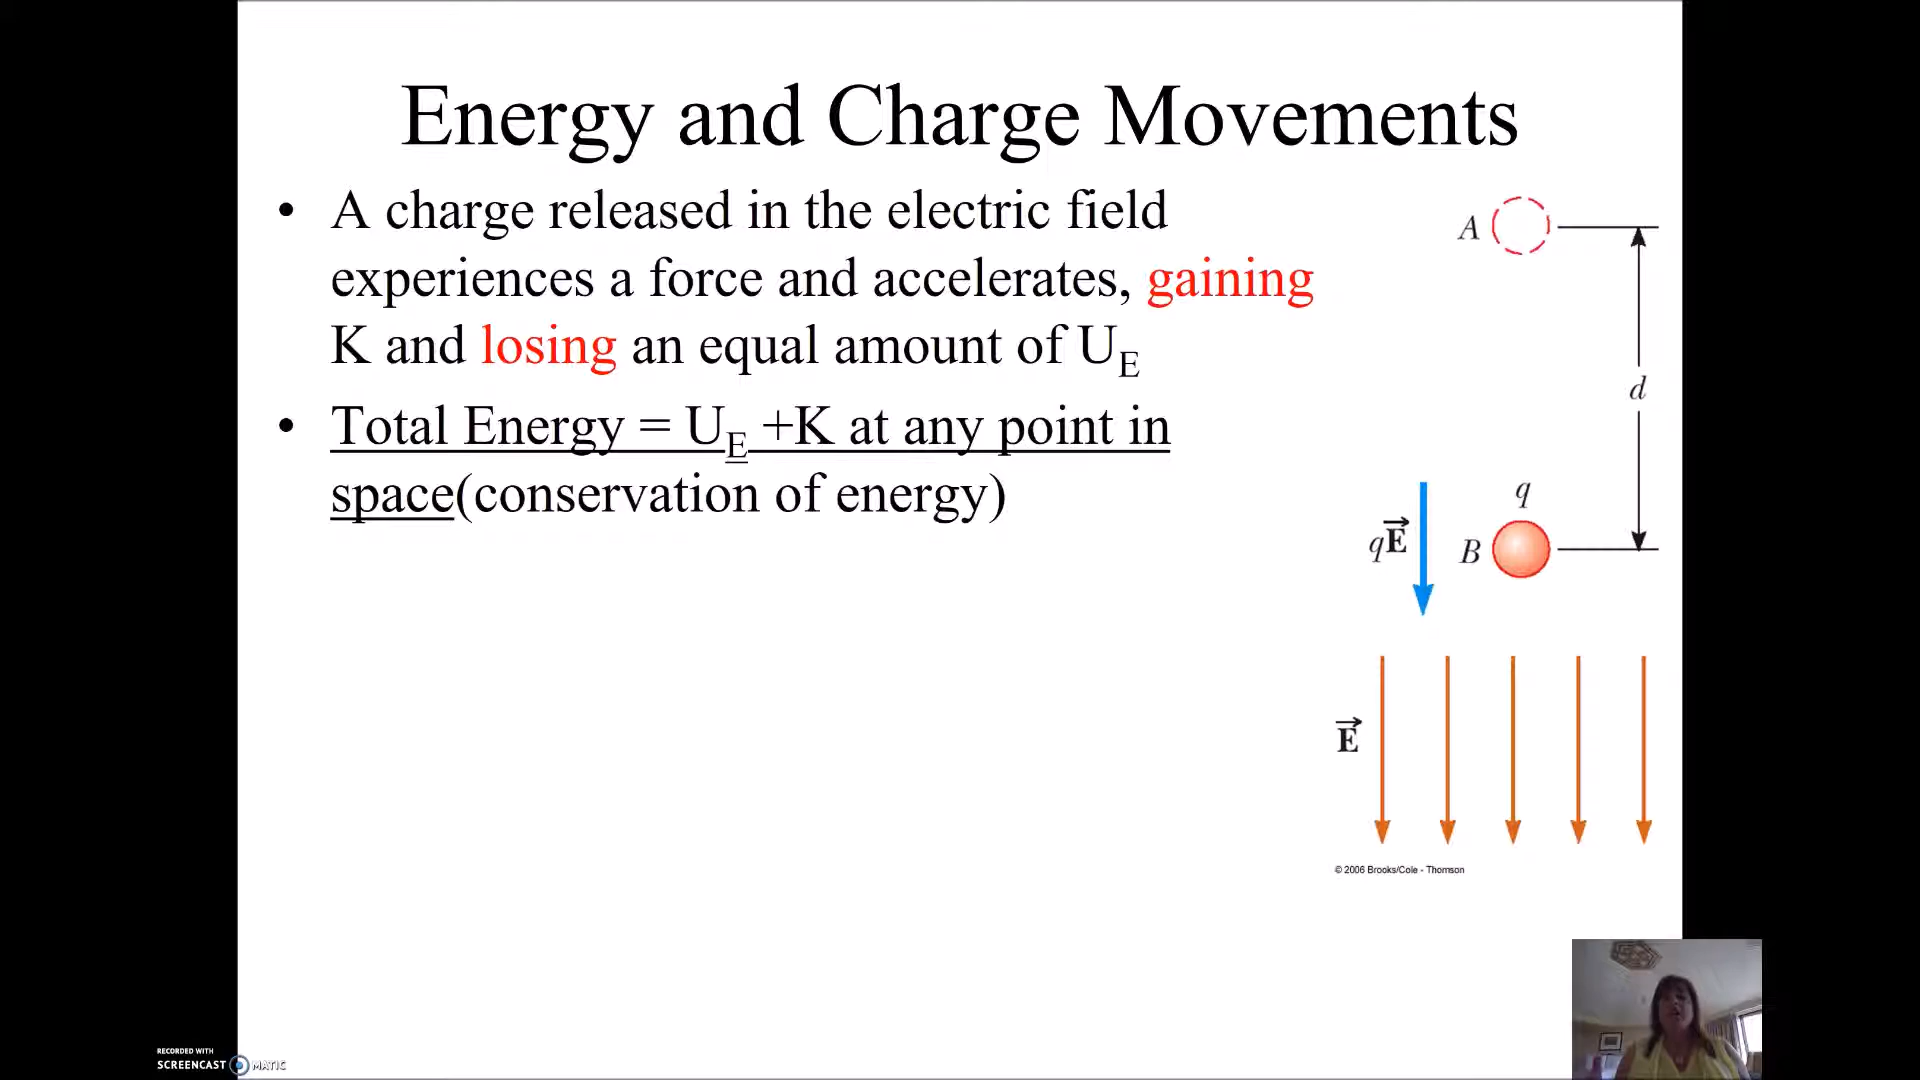 Energy and Charge Movements
• A charge released in the electric field
experiences a force and accelerates, gaining
K and losing an equal amount of U_E
• Total Energy = U_E +K at any point in
space(conservation of energy)
A
d
q
qE⃗
B
E⃗
© 2006 Brooks/Cole - Thomson
RECORDED WITH
SCREENCAST MATIC